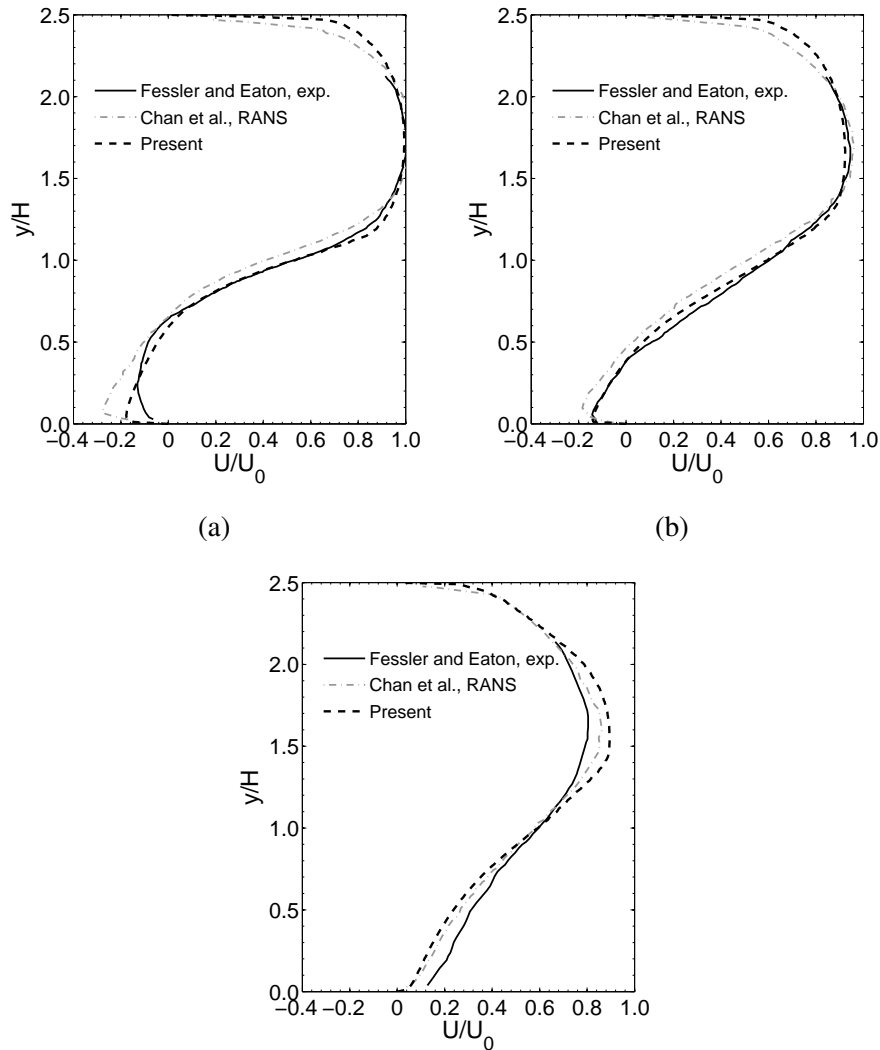 2.5
2.0
1.5
1.0
0.5
0.0
y/H
Fessler and Eaton, exp.
Chan et al., RANS
Present
−0.4 −0.2 0 0.2 0.4 0.6 0.8 1.0
U/U0
(a)
2.5
2.0
1.5
1.0
0.5
0.0
y/H
Fessler and Eaton, exp.
Chan et al., RANS
Present
−0.4 −0.2 0 0.2 0.4 0.6 0.8 1.0
U/U0
(b)
2.5
2.0
1.5
1.0
0.5
0.0
y/H
Fessler and Eaton, exp.
Chan et al., RANS
Present
−0.4 −0.2 0 0.2 0.4 0.6 0.8 1.0
U/U0